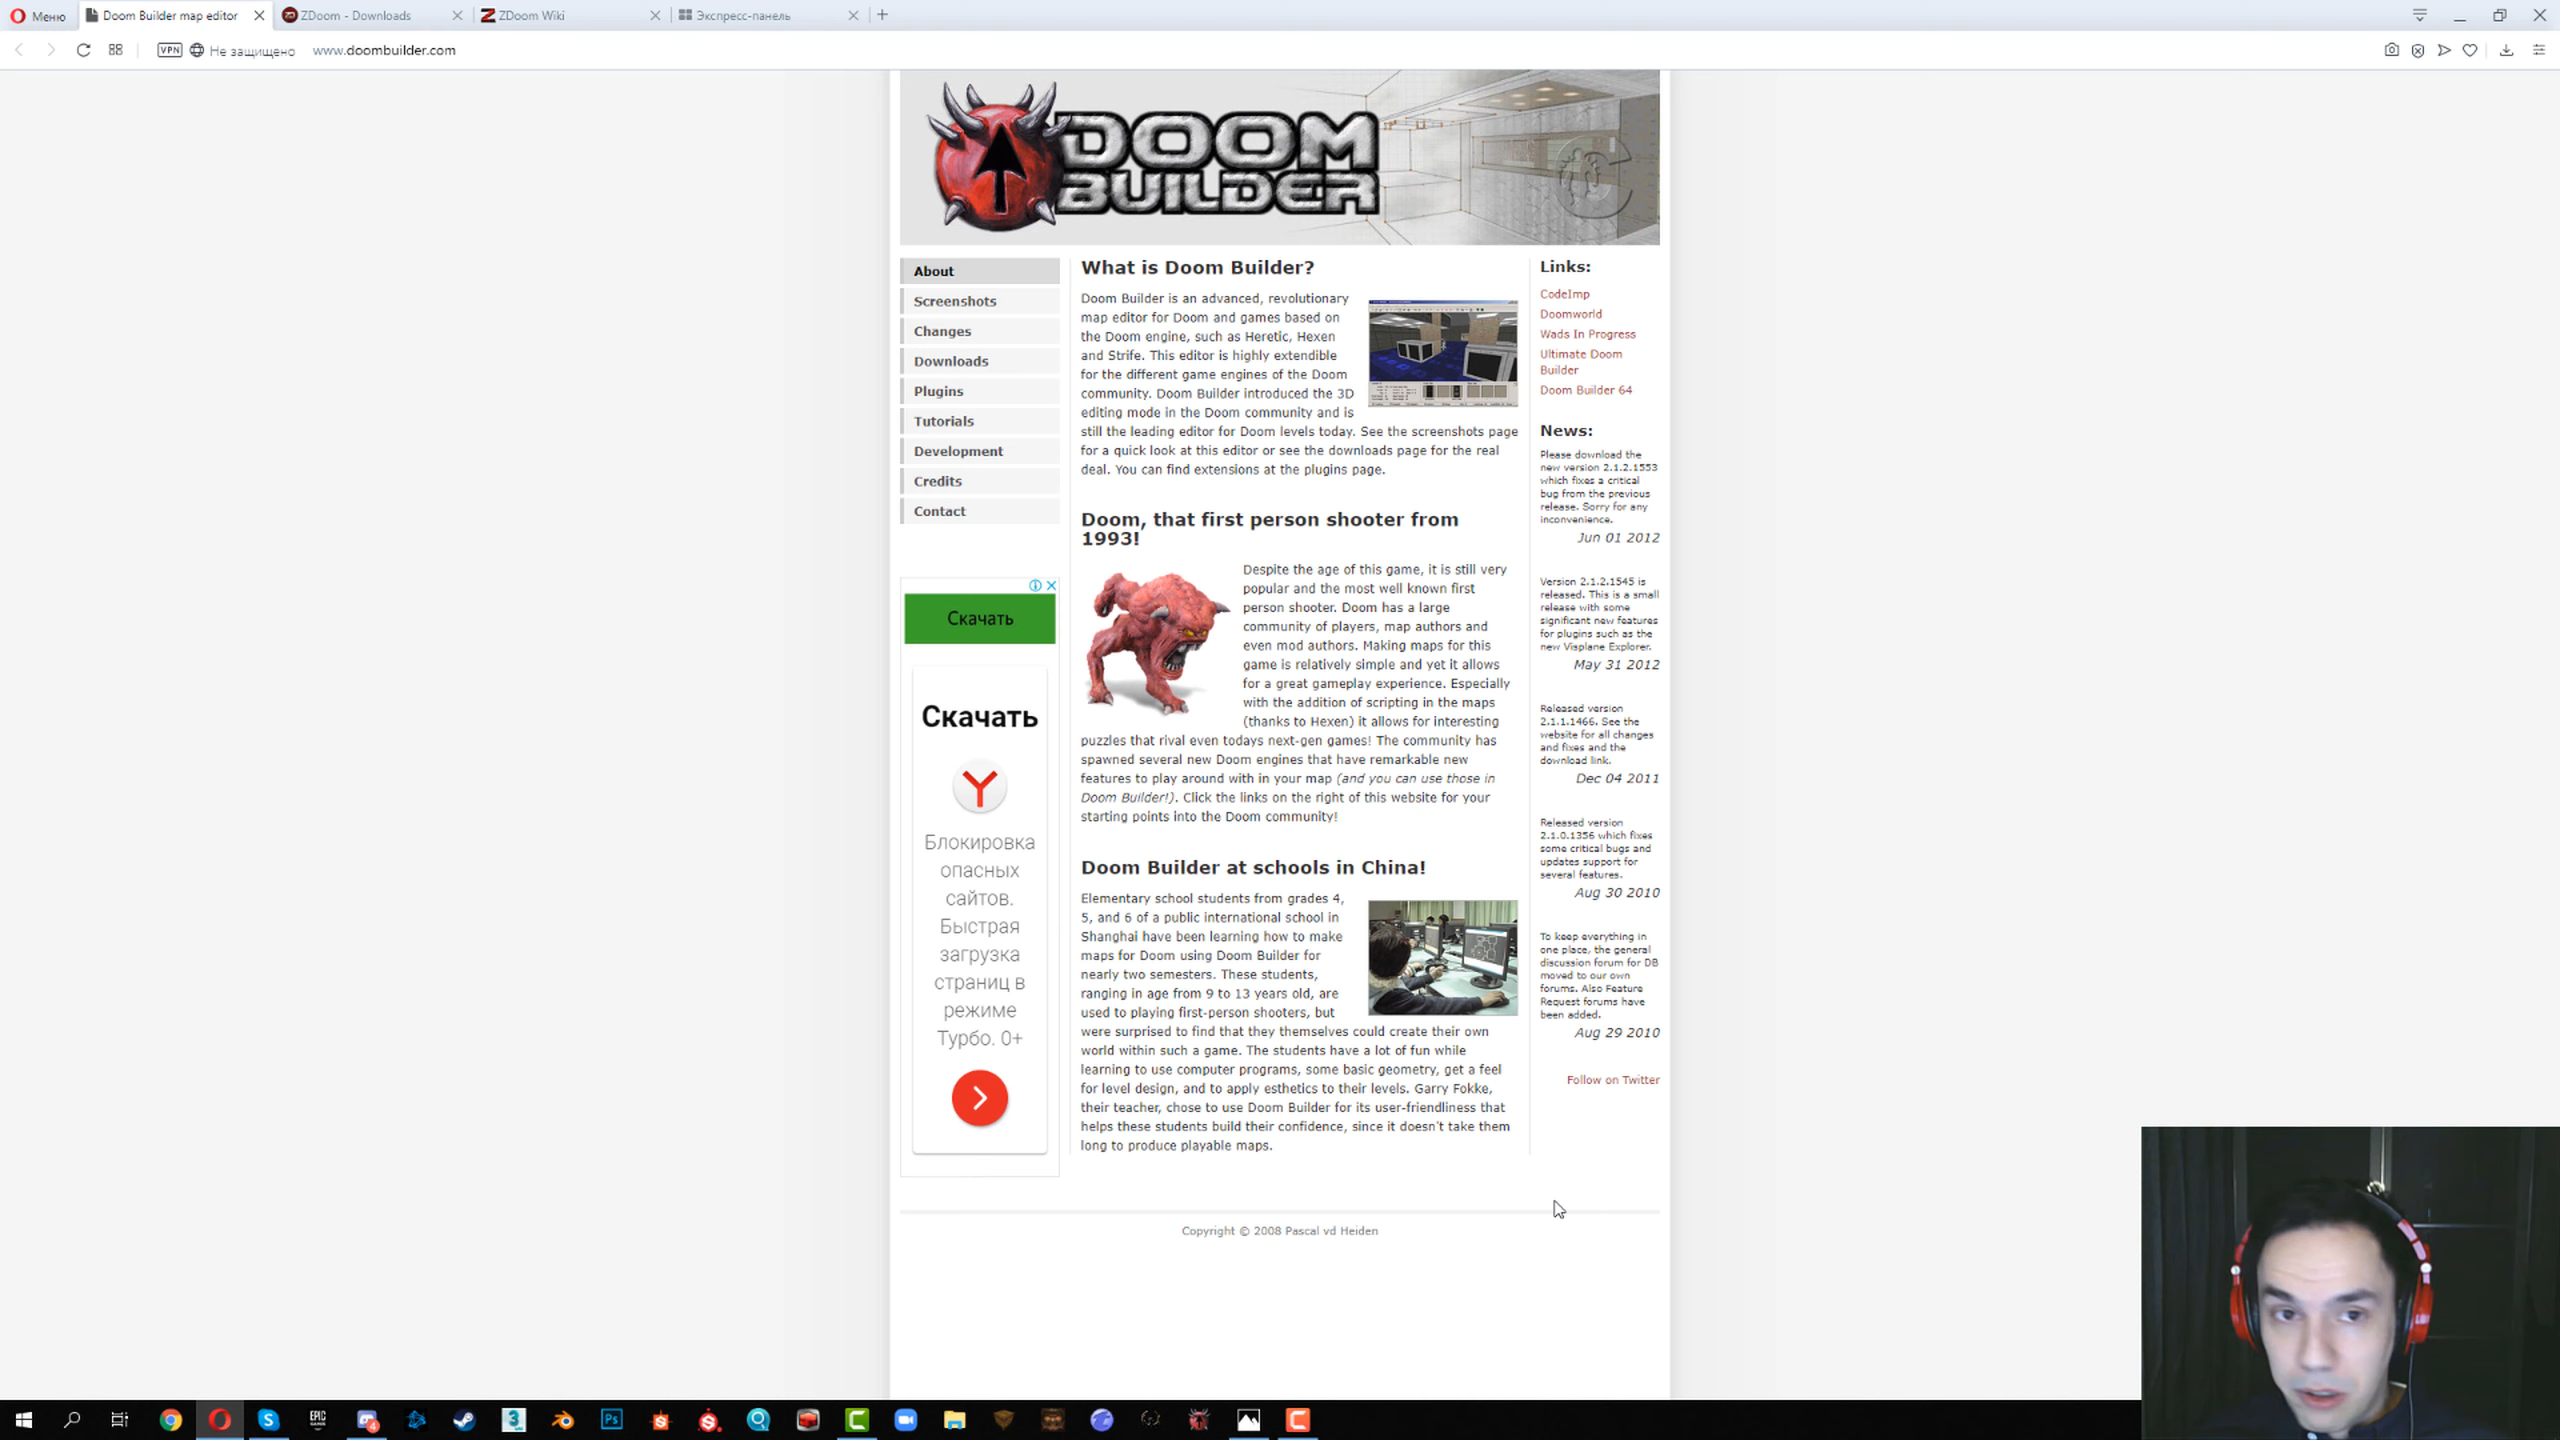 Меню
Doom Builder map editor
ZDoom - Downloads
ZDoom Wiki
Экспресс-панель
VPN
Не защищено
www.doombuilder.com
DOOM
BUILDER
About
Screenshots
Changes
Downloads
Plugins
Tutorials
Development
Credits
Contact
Скачать
Скачать
Блокировка
опасных
сайтов.
Быстрая
загрузка
страниц в
режиме
Турбо. 0+
What is Doom Builder?
Doom Builder is an advanced, revolutionary
map editor for Doom and games based on
the Doom engine, such as Heretic, Hexen
and Strife. This editor is highly extendible
for the different game engines of the Doom
community. Doom Builder introduced the 3D
editing mode in the Doom community and is
still the leading editor for Doom levels today. See the screenshots page
for a quick look at this editor or see the downloads page for the real
deal. You can find extensions at the plugins page.
Doom, that first person shooter from
1993!
Despite the age of this game, it is still very
popular and the most well known first
person shooter. Doom has a large
community of players, map authors and
even mod authors. Making maps for this
game is relatively simple and yet it allows
for a great gameplay experience. Especially
with the addition of scripting in the maps
(thanks to Hexen) it allows for interesting
puzzles that rival even todays next-gen games! The community has
spawned several new Doom engines that have remarkable new
features to play around with in your map (and you can use those in
Doom Builder!). Click the links on the right of this website for your
starting points into the Doom community!
Doom Builder at schools in China!
Elementary school students from grades 4,
5, and 6 of a public international school in
Shanghai have been learning how to make
maps for Doom using Doom Builder for
nearly two semesters. These students,
ranging in age from 9 to 13 years old, are
used to playing first-person shooters, but
were surprised to find that they themselves could create their own
world within such a game. The students have a lot of fun while
learning to use computer programs, some basic geometry, get a feel
for level design, and to apply esthetics to their levels. Garry Fokke,
their teacher, chose to use Doom Builder for its user-friendliness that
helps these students build their confidence, since it doesn't take them
long to produce playable maps.
Links:
CodeImp
Doomworld
Wads In Progress
Ultimate Doom
Builder
Doom Builder 64
News:
Please download the
new version 2.1.2.1553
which fixes a critical
bug from the previous
release. Sorry for any
inconvenience.
Jun 01 2012
Version 2.1.2.1545 is
released. This is a small
release with some
significant new features
for plugins such as the
new Visplane Explorer.
May 31 2012
Released version
2.1.1.1466. See the
website for all changes
and fixes and the
download link.
Dec 04 2011
Released version
2.1.0.1356 which fixes
some critical bugs and
updates support for
several features.
Aug 30 2010
To keep everything in
one place, the general
discussion forum for DB
moved to our own
forums. Also Feature
Request forums have
been added.
Aug 29 2010
Follow on Twitter
Copyright © 2008 Pascal vd Heiden
EPIC
GAMES
Ps